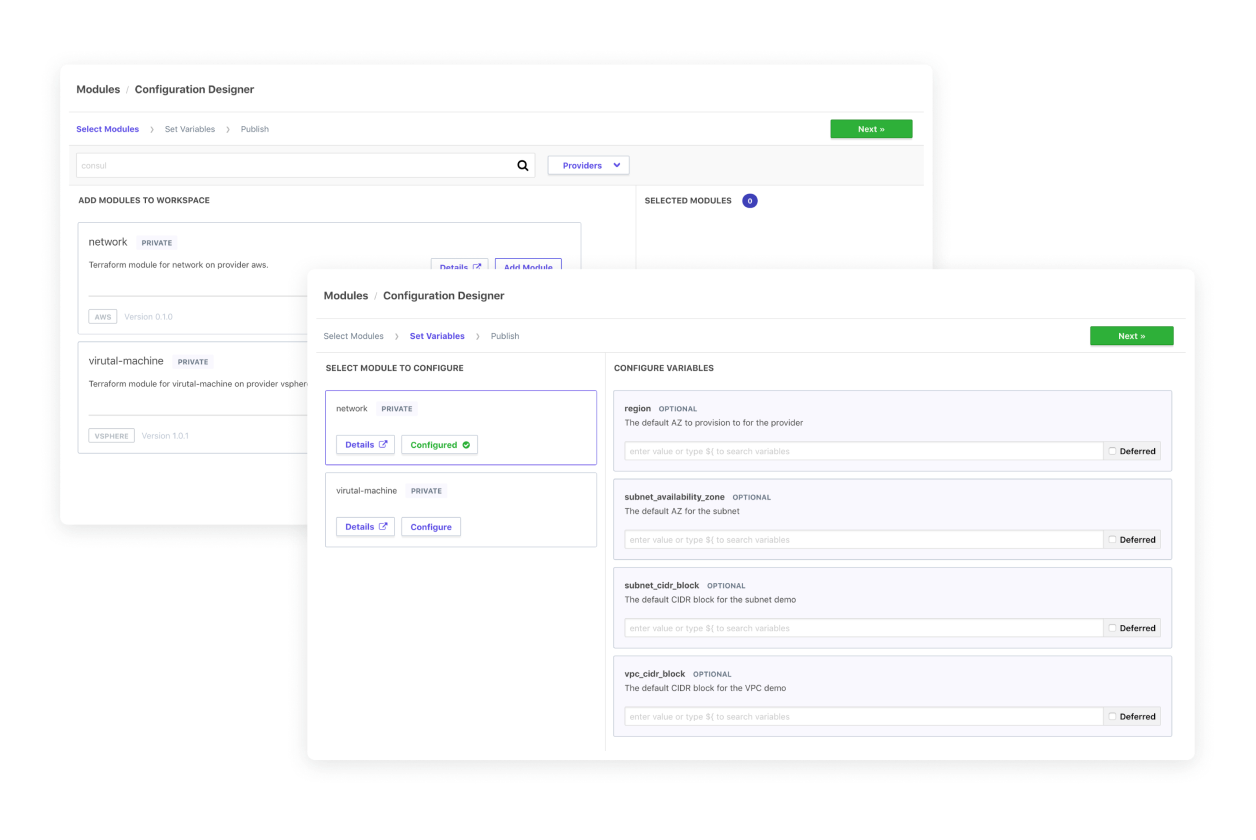 Modules / Configuration Designer
Select Modules > Set Variables > Publish
Next »
consul
Providers
ADD MODULES TO WORKSPACE
SELECTED MODULES 0
network PRIVATE
Terraform module for network on provider aws.
Details Add Module
AWS Version 0.1.0
virutal-machine PRIVATE
Terraform module for virutal-machine on provider vspher
VSPHERE Version 1.0.1
Modules / Configuration Designer
Select Modules > Set Variables > Publish
Next »
SELECT MODULE TO CONFIGURE
network PRIVATE
Details Configured
virutal-machine PRIVATE
Details Configure
CONFIGURE VARIABLES
region OPTIONAL
The default AZ to provision to for the provider
enter value or type ${ to search variables Deferred
subnet_availability_zone OPTIONAL
The default AZ for the subnet
enter value or type ${ to search variables Deferred
subnet_cidr_block OPTIONAL
The default CIDR block for the subnet demo
enter value or type ${ to search variables Deferred
vpc_cidr_block OPTIONAL
The default CIDR block for the VPC demo
enter value or type ${ to search variables Deferred